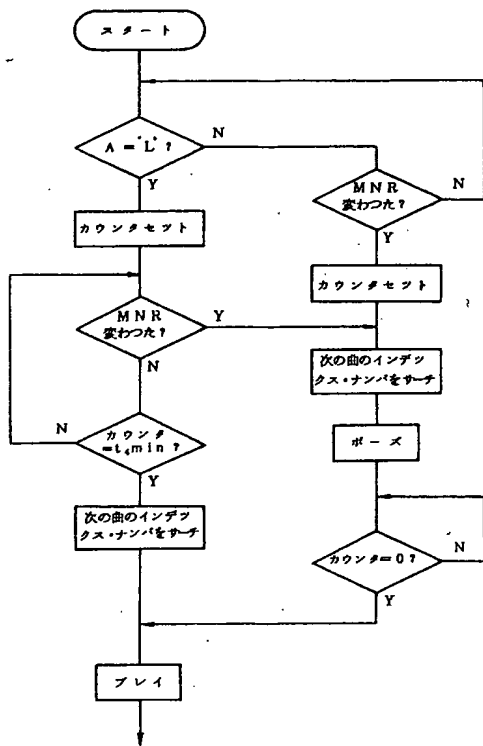 スタート
A="L"?
N
Y
MNR
変わつた?
N
Y
カウンタセット
カウンタセット
MNR
変わつた?
Y
N
次の曲のインデッ
クス・ナンバをサーチ
カウンタ
=t₄min?
N
Y
ポーズ
次の曲のインデッ
クス・ナンバをサーチ
カウンタ=0?
N
Y
プレイ